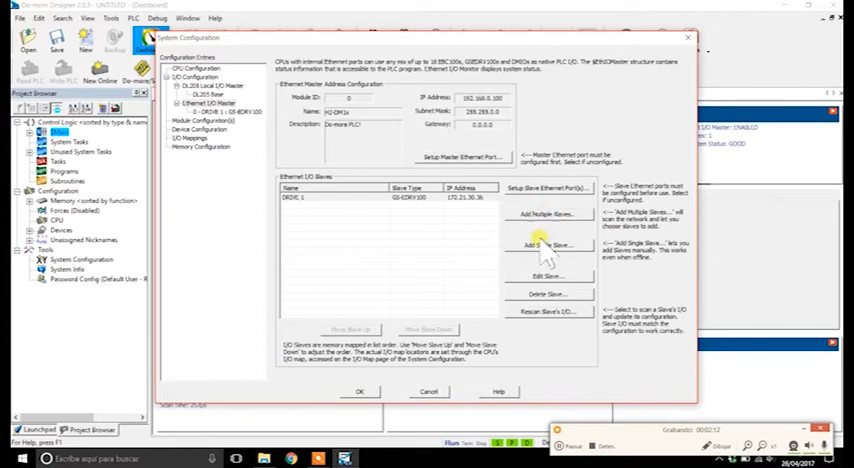 Do-more Designer 2.0.3 - UNTITLED - [Dashboard]
File Edit Search View Tools PLC Debug Window Help
Open Save New Backup
Read PLC Write PLC New Online Do-more/S
Project Browser
Control Logic <sorted by type & n
$Main
System Tasks
Unused System Tasks
Tasks
Programs
Subroutines
Configuration
Memory <sorted by function)
Forces (Disabled)
CPU
Devices
Unassigned Nicknames
Tools
System Configuration
System Info
Password Config (Default)
Launchpad Project Browser
For Help, press F1
System Configuration
Configuration Entries
CPU Configuration
I/O Configuration
DL205 Local I/O Master
DL205 Base
Ethernet I/O Master
0 - DRIVE 1 : GS-EDRV100
Module Configuration(s)
Device Configuration
I/O Mappings
Memory Configuration
CPUs with internal Ethernet ports can use any mix of up to 16 EBC100s, GSEDRV100s and DMIOs as native PLC I/O. The $EthIOMaster structure contains
status information that is accessible to the PLC program. Ethernet I/O Monitor displays system status.
Ethernet Master Address Configuration
Module ID: 0
Name: H2-DM1x
Description: Do-more PLC!
IP Address: 192.168.0.100
Subnet Mask: 255.255.0.0
Gateway: 0.0.0.0
Setup Master Ethernet Port...
<--- Master Ethernet port must be
configured first. Select if
unconfigured.
Ethernet I/O Slaves
Name Slave Type IP Address
DRIVE 1 GS-EDRV100 172.21.30.36
Setup Slave Ethernet Port(s)...
<--- Slave Ethernet ports must
be configured before use. Select
if unconfigured.
Add Multiple Slaves...
<--- 'Add Multiple Slaves...' will
scan the network and let you
choose slaves to add.
Add Single Slave...
<--- 'Add Single Slave...' lets you
add Slaves manually. This works
even when offline.
Edit Slave...
Delete Slave...
Rescan Slave's I/O...
<--- Select to scan a Slave's I/O
and update its configuration.
Slave I/O must match the
configuration to work correctly.
Move Slave Up Move Slave Down
I/O Slaves are memory mapped in list order. Use 'Move Slave Up' and 'Move Slave
Down' to adjust the order. The actual I/O map locations are set through the CPU's
I/O map, accessed on the I/O Map page of the System Configuration.
OK Cancel Help
I/O Master: ENABLED
System Status: GOOD
Run Term Stop S P D
Grabando: 00:02:12
Pausar Deten. Dibujar x1
Escribe aquí para buscar
26/04/2017